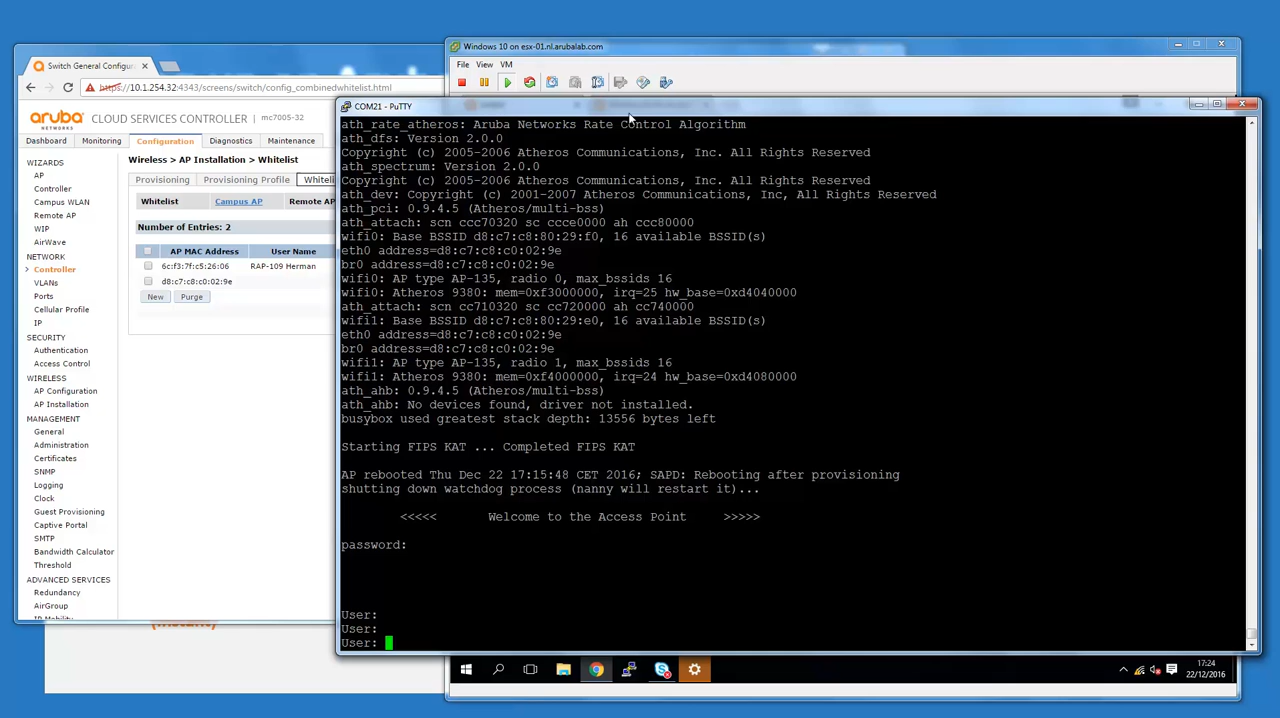 Switch General Configur
https://10.1.254.32:4343/screens/switch/config_combinedwhitelist.html
aruba
NETWORKS
CLOUD SERVICES CONTROLLER
mc7005-32
Dashboard
Monitoring
Configuration
Diagnostics
Maintenance
WIZARDS
AP
Controller
Campus WLAN
Remote AP
WIP
AirWave
NETWORK
Controller
VLANs
Ports
Cellular Profile
IP
SECURITY
Authentication
Access Control
WIRELESS
AP Configuration
AP Installation
MANAGEMENT
General
Administration
Certificates
SNMP
Logging
Clock
Guest Provisioning
Captive Portal
SMTP
Bandwidth Calculator
Threshold
ADVANCED SERVICES
Redundancy
AirGroup
Wireless > AP Installation > Whitelist
Provisioning
Provisioning Profile
Whiteli
Whitelist
Campus AP
Remote AP
Number of Entries: 2
AP MAC Address
User Name
6c:f3:7f:c5:26:06
RAP-109 Herman
d8:c7:c8:c0:02:9e
New
Purge
Windows 10 on esx-01.nl.arubalab.com
File
View
VM
COM21 - PuTTY
ath_rate_atheros: Aruba Networks Rate Control Algorithm
ath_dfs: Version 2.0.0
Copyright (c) 2005-2006 Atheros Communications, Inc. All Rights Reserved
ath_spectrum: Version 2.0.0
Copyright (c) 2005-2006 Atheros Communications, Inc. All Rights Reserved
ath_dev: Copyright (c) 2001-2007 Atheros Communications, Inc, All Rights Reserved
ath_pci: 0.9.4.5 (Atheros/multi-bss)
ath_attach: scn ccc70320 sc ccce0000 ah ccc80000
wifi0: Base BSSID d8:c7:c8:80:29:f0, 16 available BSSID(s)
eth0 address=d8:c7:c8:c0:02:9e
br0 address=d8:c7:c8:c0:02:9e
wifi0: AP type AP-135, radio 0, max_bssids 16
wifi0: Atheros 9380: mem=0xf3000000, irq=25 hw_base=0xd4040000
ath_attach: scn cc710320 sc cc720000 ah cc740000
wifi1: Base BSSID d8:c7:c8:80:29:e0, 16 available BSSID(s)
eth0 address=d8:c7:c8:c0:02:9e
br0 address=d8:c7:c8:c0:02:9e
wifi1: AP type AP-135, radio 1, max_bssids 16
wifi1: Atheros 9380: mem=0xf4000000, irq=24 hw_base=0xd4080000
ath_ahb: 0.9.4.5 (Atheros/multi-bss)
ath_ahb: No devices found, driver not installed.
busybox used greatest stack depth: 13556 bytes left
Starting FIPS KAT ... Completed FIPS KAT
AP rebooted Thu Dec 22 17:15:48 CET 2016; SAPD: Rebooting after provisioning
shutting down watchdog process (nanny will restart it)...
<<<<< Welcome to the Access Point >>>>>
password:
User:
User:
User:
17:24
22/12/2016